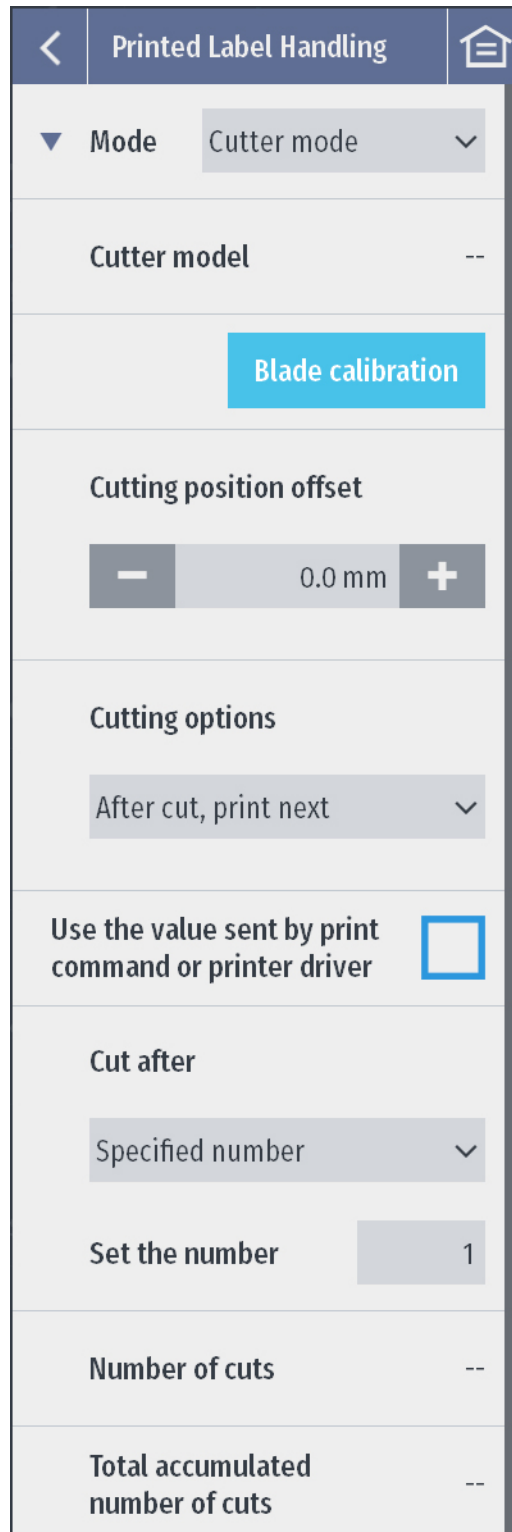 Printed Label Handling
Mode Cutter mode
Cutter model --
Blade calibration
Cutting position offset
0.0 mm
Cutting options
After cut, print next
Use the value sent by print
command or printer driver
Cut after
Specified number
Set the number 1
Number of cuts --
Total accumulated
number of cuts --